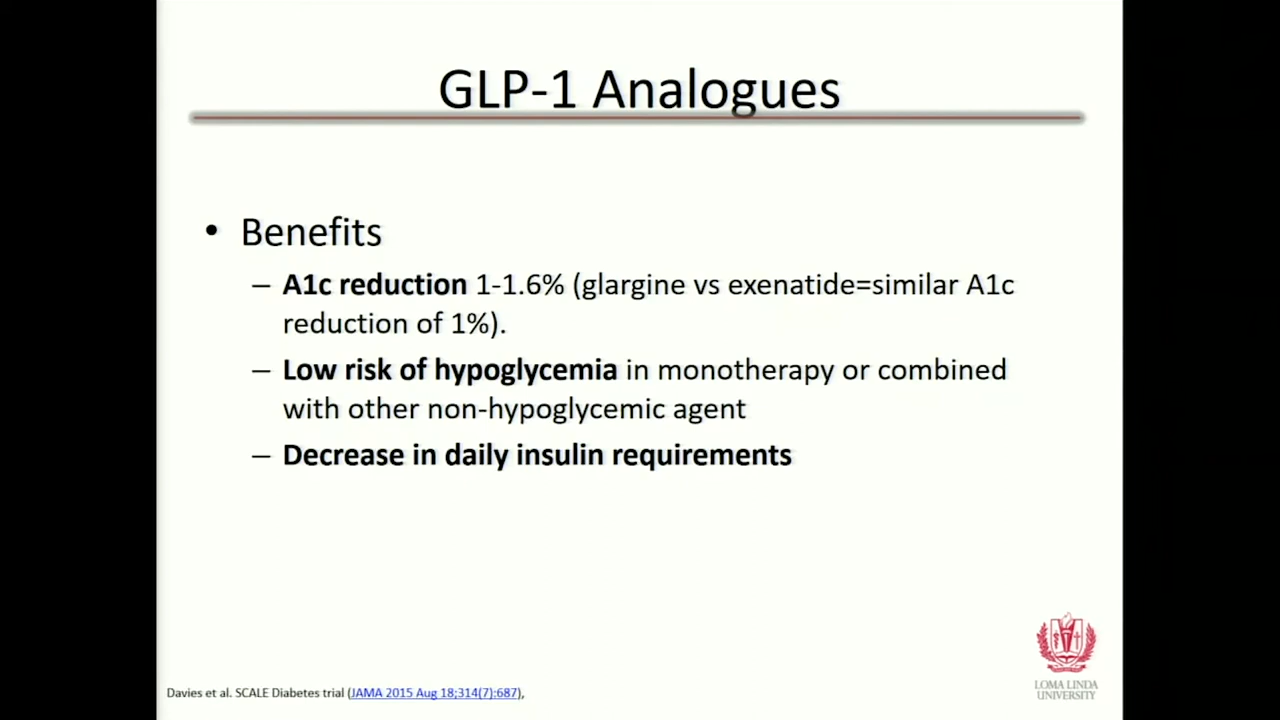 GLP-1 Analogues
• Benefits
– A1c reduction 1-1.6% (glargine vs exenatide=similar A1c
reduction of 1%).
– Low risk of hypoglycemia in monotherapy or combined
with other non-hypoglycemic agent
– Decrease in daily insulin requirements
LOMA LINDA
UNIVERSITY
Davies et al. SCALE Diabetes trial (JAMA 2015 Aug 18;314(7):687),